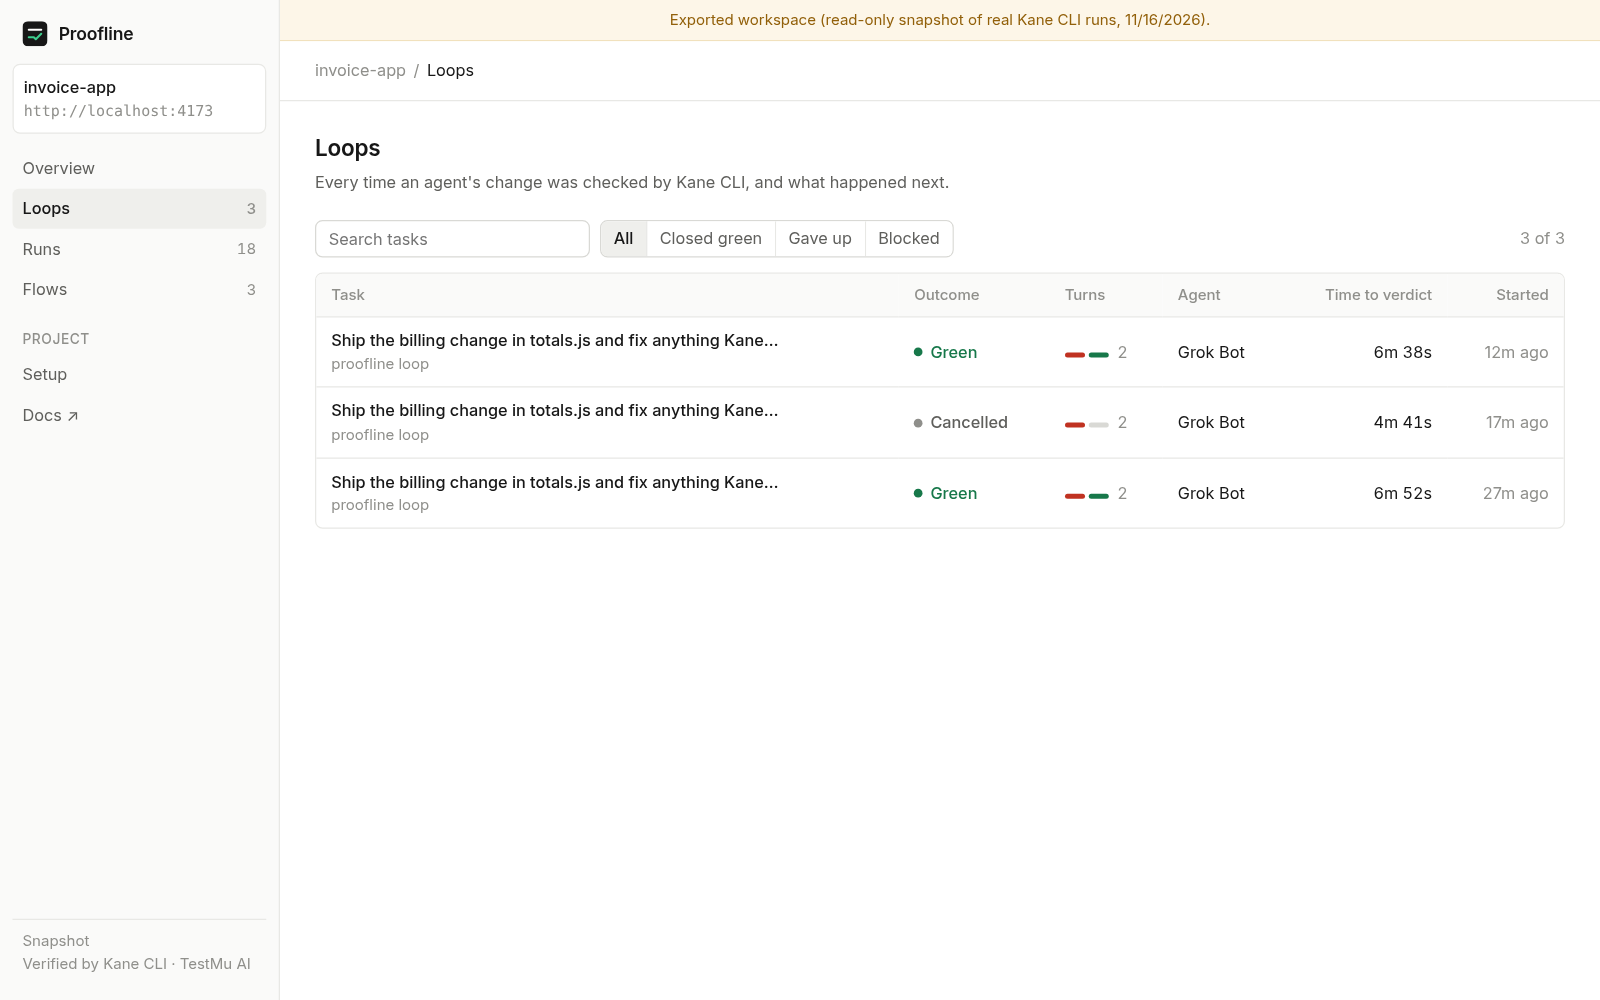 Proofline
invoice-app
http://localhost:4173
Overview
Loops 3
Runs 18
Flows 3
PROJECT
Setup
Docs ↗
Snapshot
Verified by Kane CLI · TestMu AI
Exported workspace (read-only snapshot of real Kane CLI runs, 11/16/2026).
invoice-app / Loops
Loops
Every time an agent's change was checked by Kane CLI, and what happened next.
Search tasks All Closed green Gave up Blocked 3 of 3
Task Outcome Turns Agent Time to verdict Started
Ship the billing change in totals.js and fix anything Kane...
proofline loop
Green 2 Grok Bot 6m 38s 12m ago
Ship the billing change in totals.js and fix anything Kane...
proofline loop
Cancelled 2 Grok Bot 4m 41s 17m ago
Ship the billing change in totals.js and fix anything Kane...
proofline loop
Green 2 Grok Bot 6m 52s 27m ago